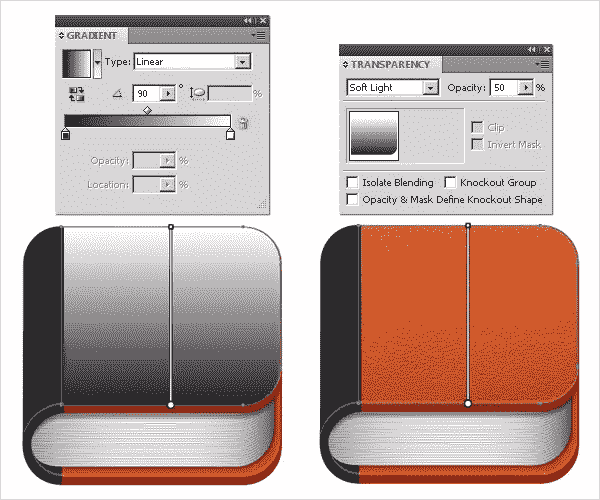 GRADIENT
Type: Linear
90 ° %
Opacity: %
Location: %
TRANSPARENCY
Soft Light Opacity: 50 %
Clip
Invert Mask
Isolate Blending Knockout Group
Opacity & Mask Define Knockout Shape